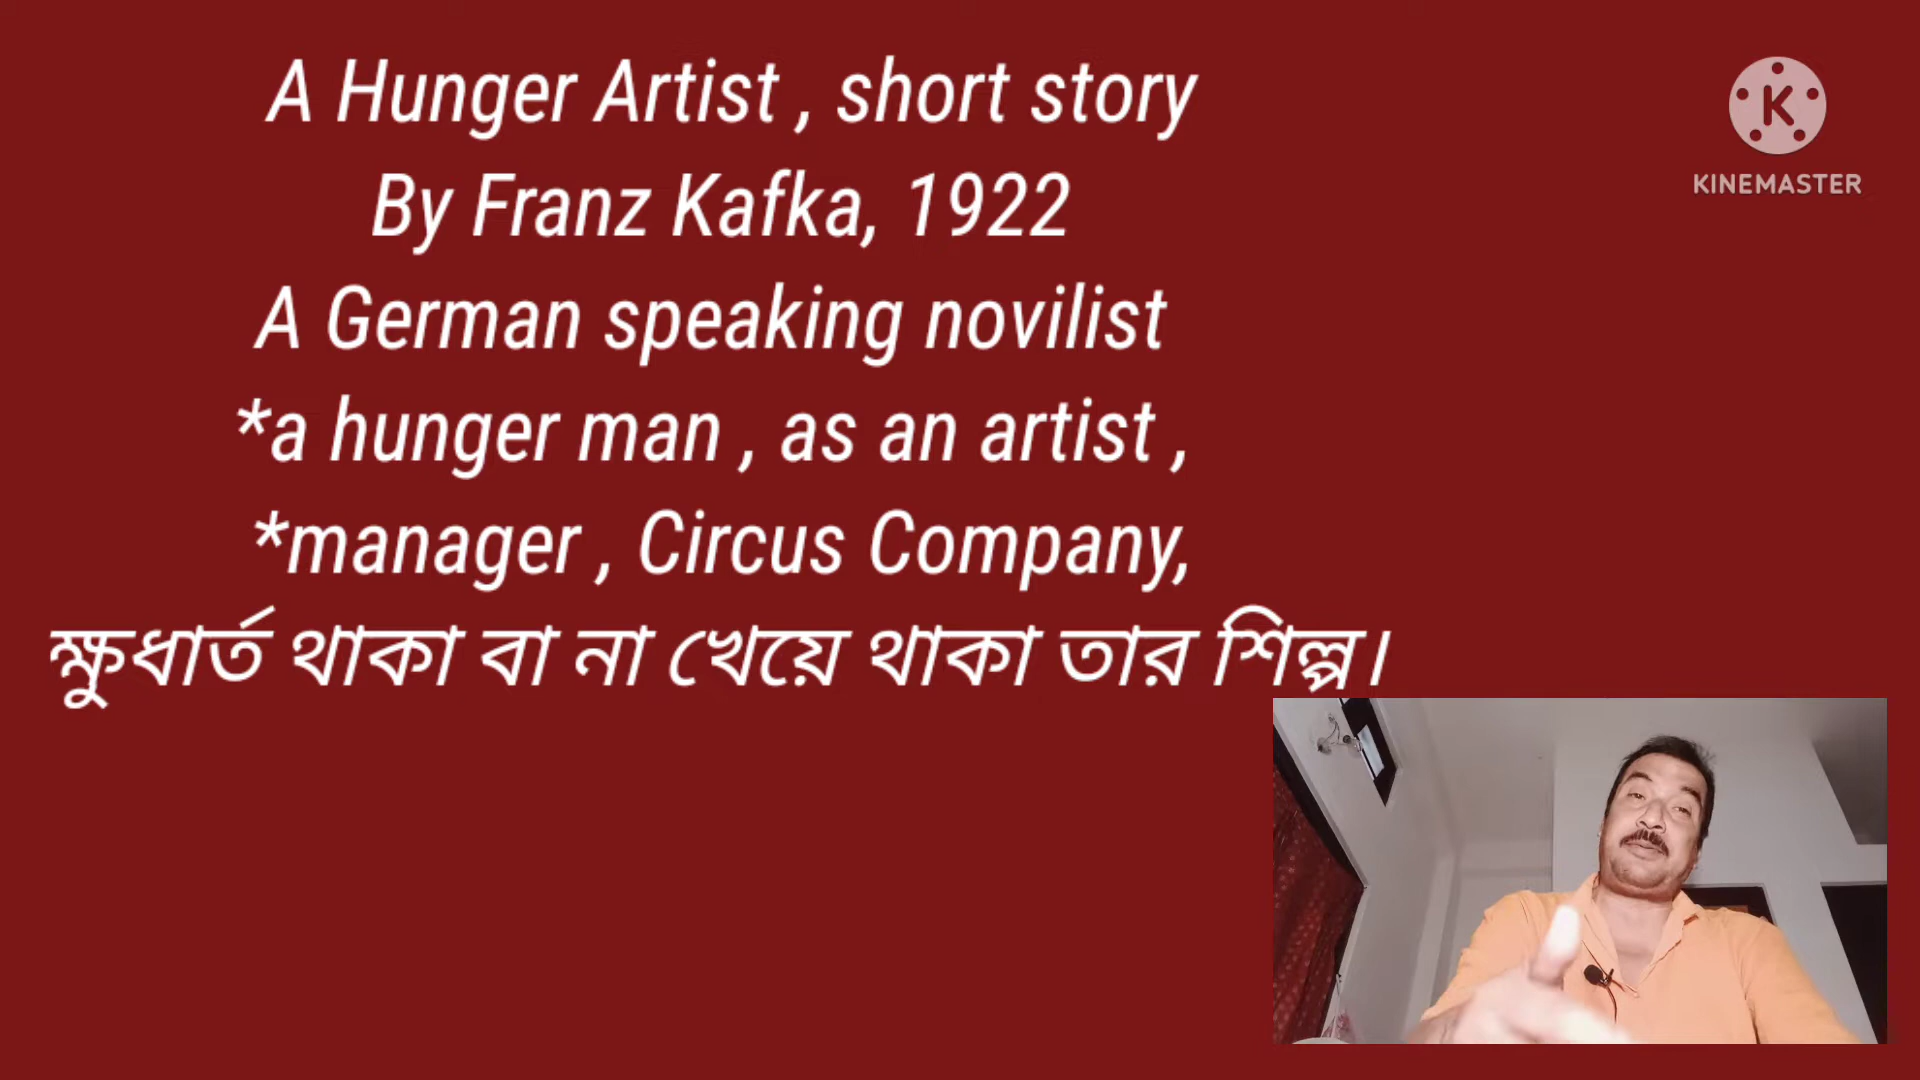 A Hunger Artist , short story
By Franz Kafka, 1922
A German speaking novilist
*a hunger man , as an artist ,
*manager , Circus Company,
ক্ষুধার্ত থাকা বা না খেয়ে থাকা তার শিল্প।
K
KINEMASTER